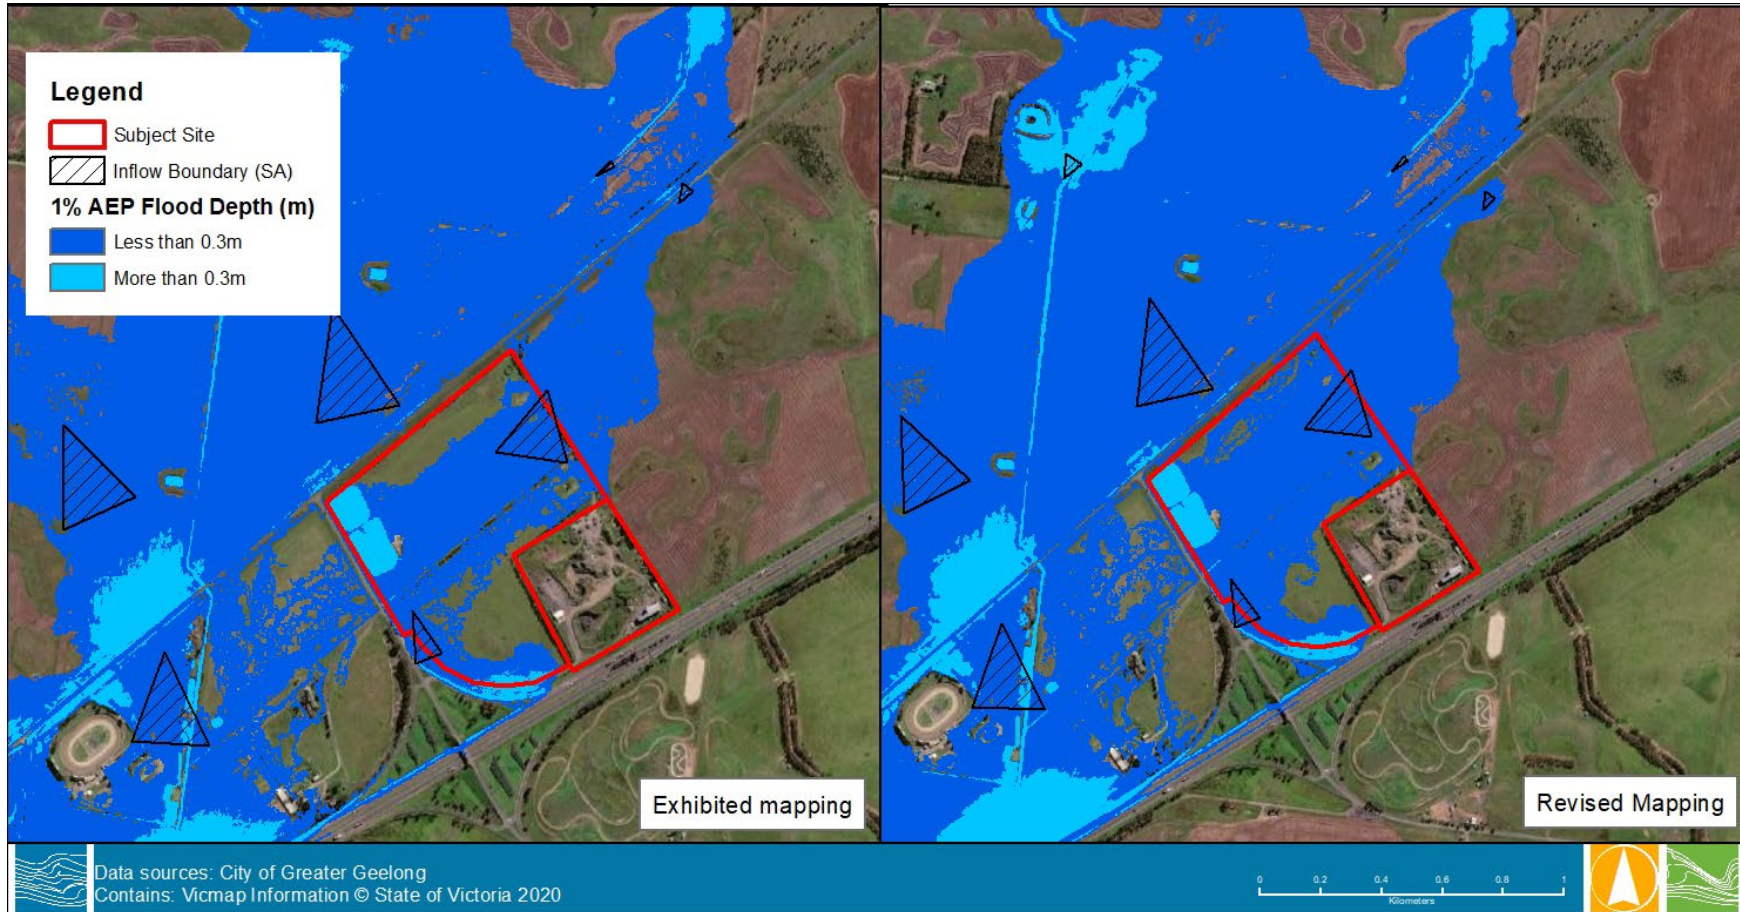 Legend
Subject Site
Inflow Boundary (SA)
1% AEP Flood Depth (m)
Less than 0.3m
More than 0.3m
Exhibited mapping
Revised Mapping
Data sources: City of Greater Geelong
Contains: Vicmap Information © State of Victoria 2020
0 0.2 0.4 0.6 0.8 1
Kilometers